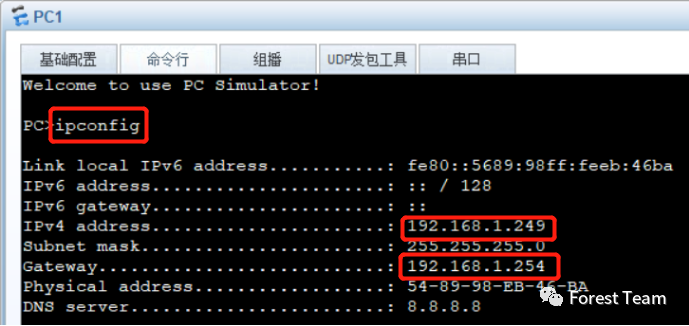 PC1
基础配置 命令行 组播 UDP发包工具 串口
Welcome to use PC Simulator!
PC>ipconfig
Link local IPv6 address...........: fe80::5689:98ff:feeb:46ba
IPv6 address......................: :: / 128
IPv6 gateway......................: ::
IPv4 address......................: 192.168.1.249
Subnet mask.......................: 255.255.255.0
Gateway...........................: 192.168.1.254
Physical address..................: 54-89-98-EB-46-BA
DNS server........................: 8.8.8.8
Forest Team